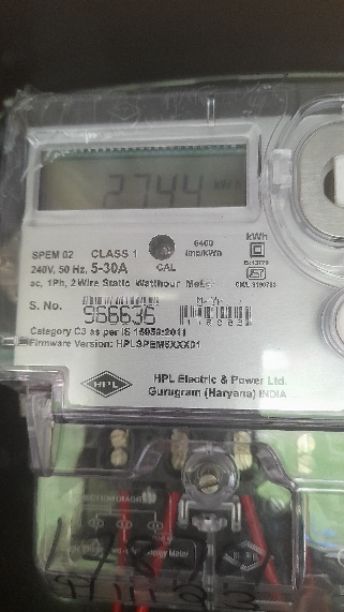 2744 kWh
SPEM 02 CLASS 1 6400 imp/kWh kWh
240V, 50 Hz, 5-30A CAL
ac, 1Ph, 2 Wire Static Watthour Meter
S. No. 966636
Category C3 as per IS 15959:2011
Firmware Version: HPLSPEM6XXX01
HPL
HPL Electric & Power Ltd.
Gurugram (Haryana) INDIA